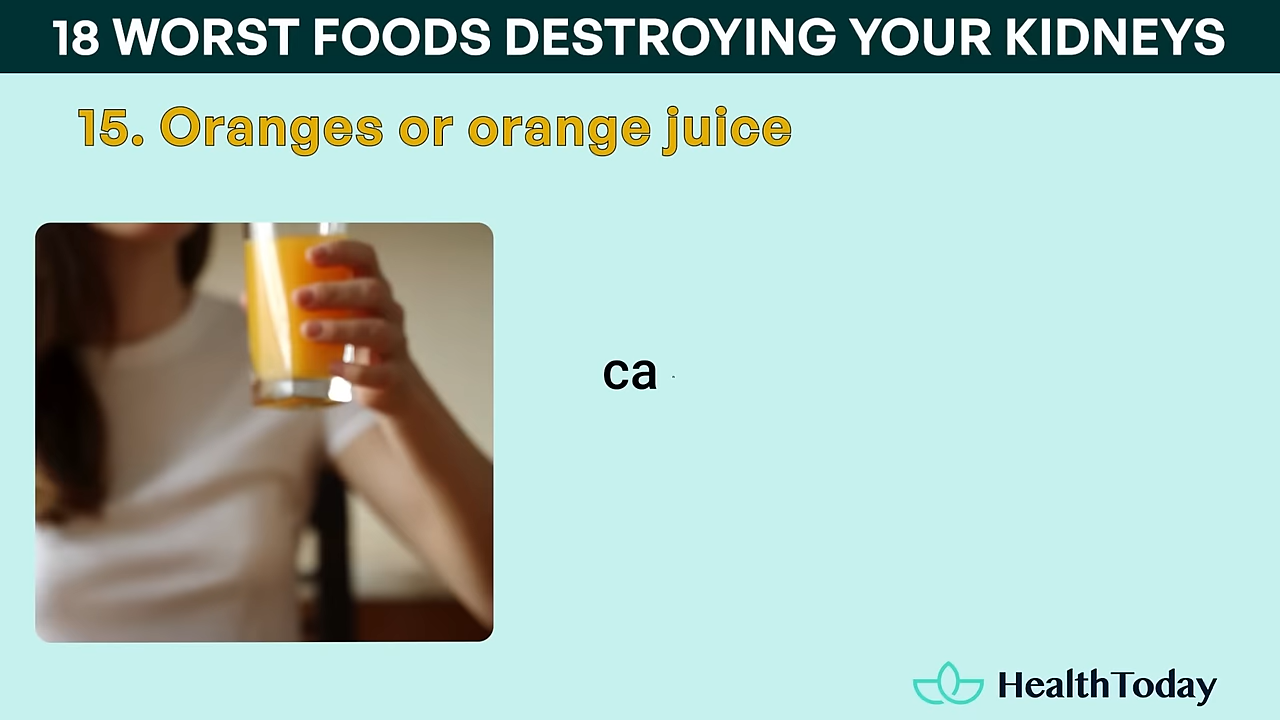 18 WORST FOODS DESTROYING YOUR KIDNEYS
15. Oranges or orange juice
ca
HealthToday